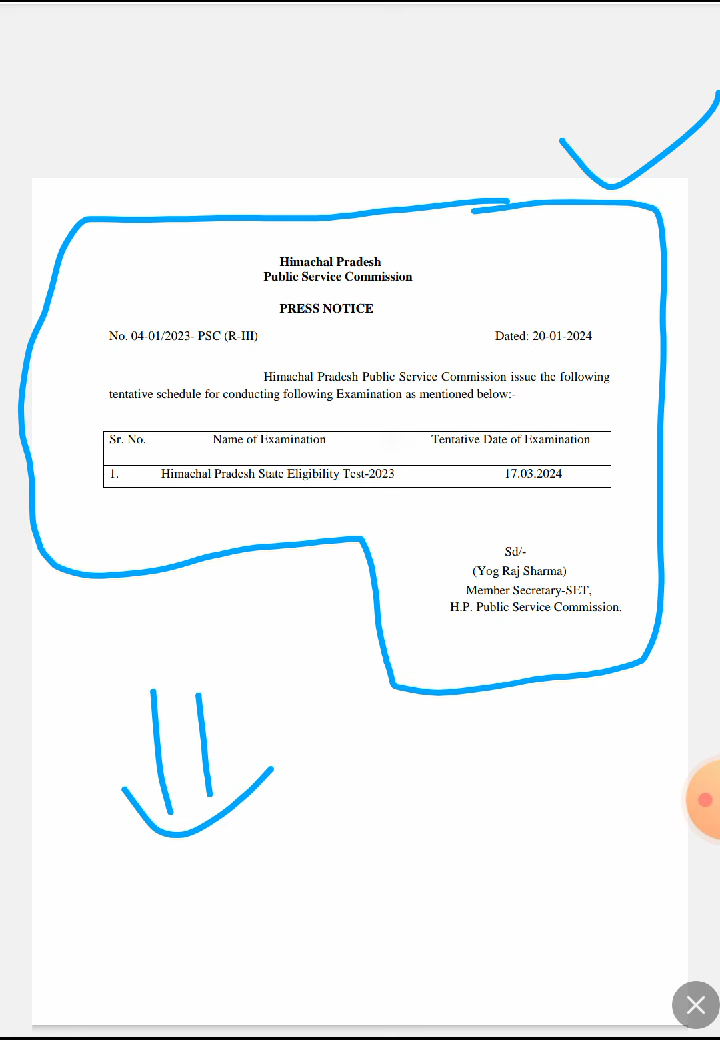 Himachal Pradesh
Public Service Commission
PRESS NOTICE
No. 04-01/2023- PSC (R-III) Dated: 20-01-2024
Himachal Pradesh Public Service Commission issue the following
tentative schedule for conducting following Examination as mentioned below:-
Sr. No. Name of Examination Tentative Date of Examination
1. Himachal Pradesh State Eligibility Test-2023 17.03.2024
Sd/-
(Yog Raj Sharma)
Member Secretary-SET,
H.P. Public Service Commission.